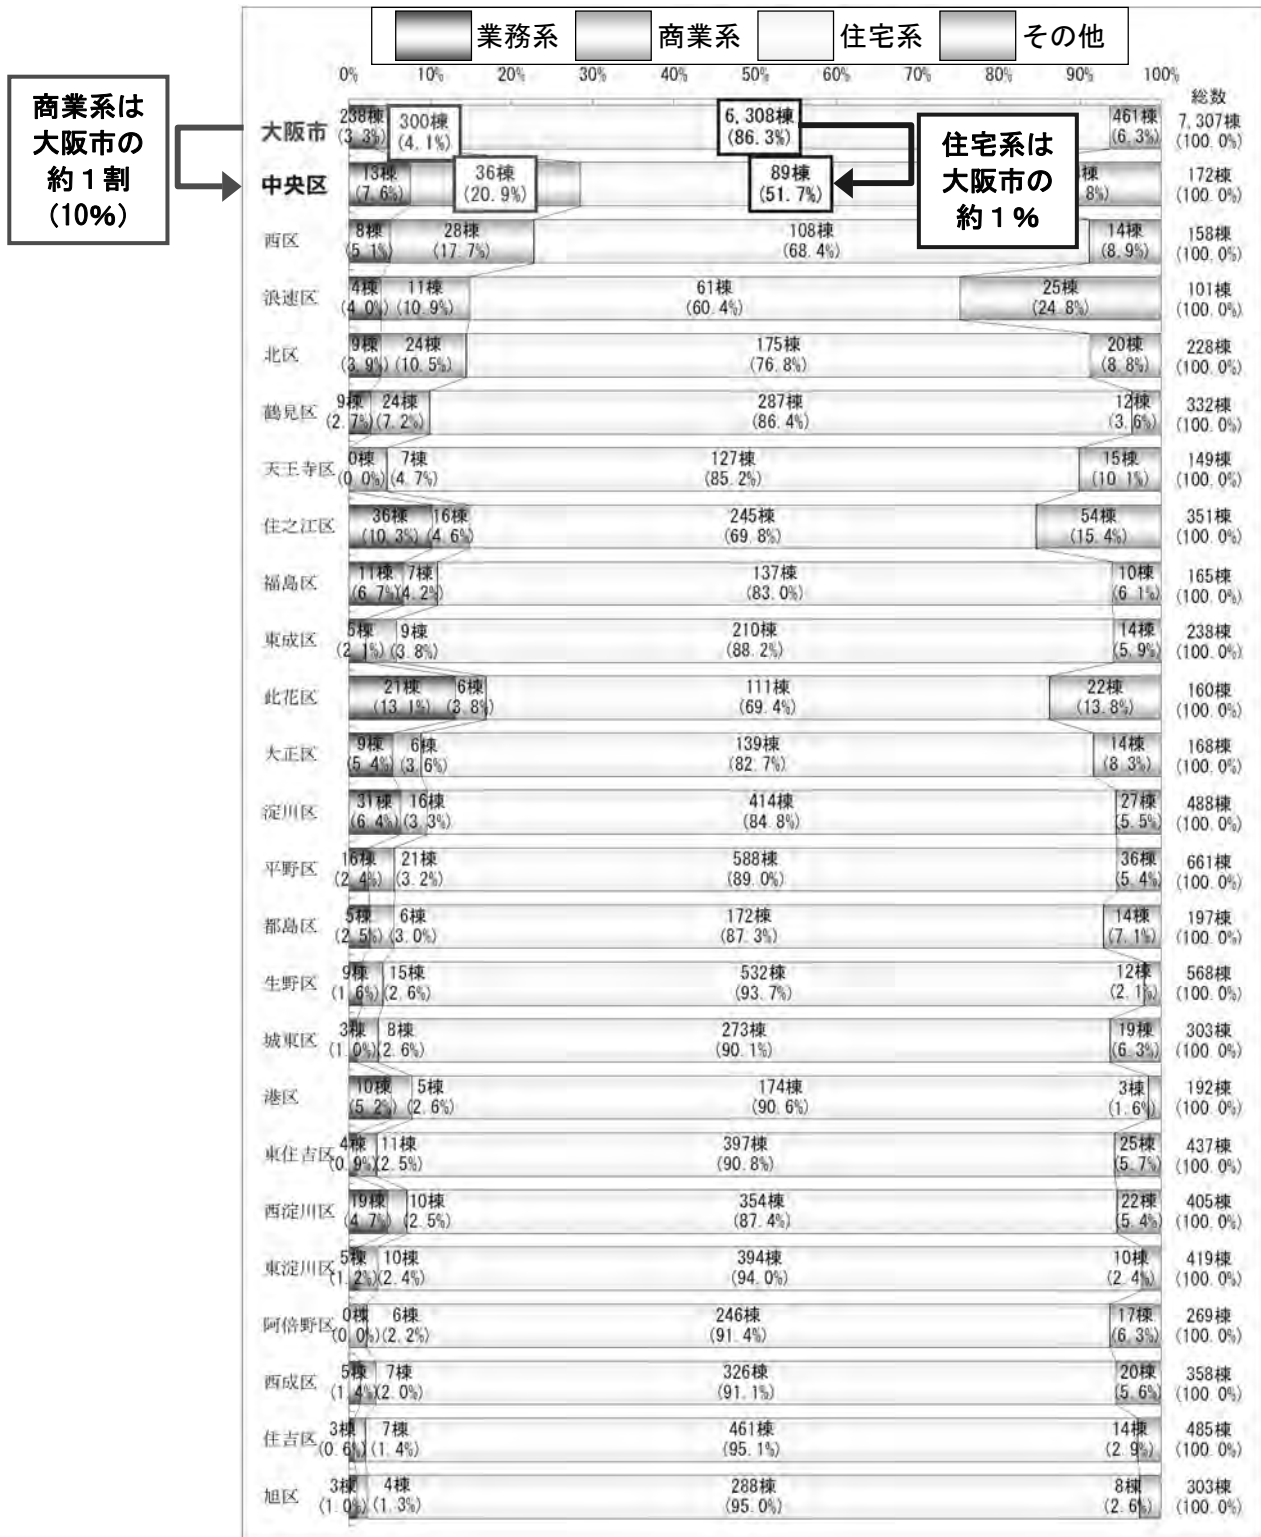 業務系 商業系 住宅系 その他
0% 10% 20% 30% 40% 50% 60% 70% 80% 90% 100%
総数
商業系は
大阪市の
約1割
(10%)
住宅系は
大阪市の
約1%
大阪市 238棟 300棟 6,308棟 461棟 7,307棟
(3.3%) (4.1%) (86.3%) (6.3%) (100.0%)
中央区 13棟 36棟 89棟 棟 172棟
(7.6%) (20.9%) (51.7%) 8%) (100.0%)
西区 8棟 28棟 108棟 14棟 158棟
(5.1%) (17.7%) (68.4%) (8.9%) (100.0%)
浪速区 4棟 11棟 61棟 25棟 101棟
(4.0%) (10.9%) (60.4%) (24.8%) (100.0%)
北区 9棟 24棟 175棟 20棟 228棟
(3.9%) (10.5%) (76.8%) (8.8%) (100.0%)
鶴見区 9棟 24棟 287棟 12棟 332棟
(2.7%) (7.2%) (86.4%) (3.6%) (100.0%)
天王寺区 0棟 7棟 127棟 15棟 149棟
(0.0%) (4.7%) (85.2%) (10.1%) (100.0%)
住之江区 36棟 16棟 245棟 54棟 351棟
(10.3%) (4.6%) (69.8%) (15.4%) (100.0%)
福島区 11棟 7棟 137棟 10棟 165棟
(6.7%) (4.2%) (83.0%) (6.1%) (100.0%)
東成区 5棟 9棟 210棟 14棟 238棟
(2.1%) (3.8%) (88.2%) (5.9%) (100.0%)
此花区 21棟 6棟 111棟 22棟 160棟
(13.1%) (3.8%) (69.4%) (13.8%) (100.0%)
大正区 9棟 6棟 139棟 14棟 168棟
(5.4%) (3.6%) (82.7%) (8.3%) (100.0%)
淀川区 31棟 16棟 414棟 27棟 488棟
(6.4%) (3.3%) (84.8%) (5.5%) (100.0%)
平野区 16棟 21棟 588棟 36棟 661棟
(2.4%) (3.2%) (89.0%) (5.4%) (100.0%)
都島区 5棟 6棟 172棟 14棟 197棟
(2.5%) (3.0%) (87.3%) (7.1%) (100.0%)
生野区 9棟 15棟 532棟 12棟 568棟
(1.6%) (2.6%) (93.7%) (2.1%) (100.0%)
城東区 3棟 8棟 273棟 19棟 303棟
(1.0%) (2.6%) (90.1%) (6.3%) (100.0%)
港区 10棟 5棟 174棟 3棟 192棟
(5.2%) (2.6%) (90.6%) (1.6%) (100.0%)
東住吉区 4棟 11棟 397棟 25棟 437棟
(0.9%) (2.5%) (90.8%) (5.7%) (100.0%)
西淀川区 19棟 10棟 354棟 22棟 405棟
(4.7%) (2.5%) (87.4%) (5.4%) (100.0%)
東淀川区 5棟 10棟 394棟 10棟 419棟
(1.2%) (2.4%) (94.0%) (2.4%) (100.0%)
阿倍野区 0棟 6棟 246棟 17棟 269棟
(0.0%) (2.2%) (91.4%) (6.3%) (100.0%)
西成区 5棟 7棟 326棟 20棟 358棟
(1.4%) (2.0%) (91.1%) (5.6%) (100.0%)
住吉区 3棟 7棟 461棟 14棟 485棟
(0.6%) (1.4%) (95.1%) (2.9%) (100.0%)
旭区 3棟 4棟 288棟 8棟 303棟
(1.0%) (1.3%) (95.0%) (2.6%) (100.0%)